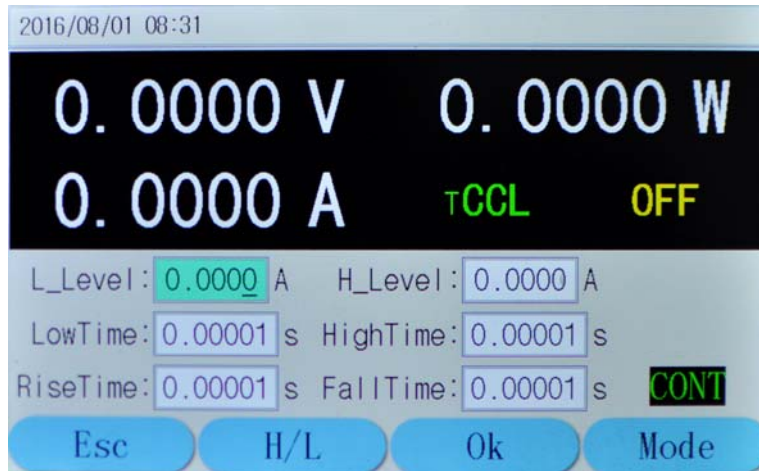 2016/08/01 08:31
0.0000 V 0.0000 W
0.0000 A TCCL OFF
L_Level: 0.0000 A H_Level: 0.0000 A
LowTime: 0.00001 s HighTime: 0.00001 s
RiseTime: 0.00001 s FallTime: 0.00001 s CONT
Esc H/L Ok Mode